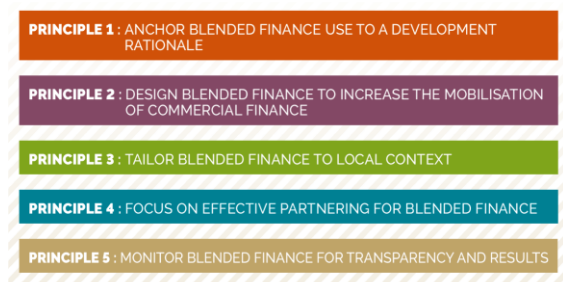 PRINCIPLE 1 : ANCHOR BLENDED FINANCE USE TO A DEVELOPMENT
RATIONALE
PRINCIPLE 2 : DESIGN BLENDED FINANCE TO INCREASE THE MOBILISATION
OF COMMERCIAL FINANCE
PRINCIPLE 3 : TAILOR BLENDED FINANCE TO LOCAL CONTEXT
PRINCIPLE 4 : FOCUS ON EFFECTIVE PARTNERING FOR BLENDED FINANCE
PRINCIPLE 5 : MONITOR BLENDED FINANCE FOR TRANSPARENCY AND RESULTS